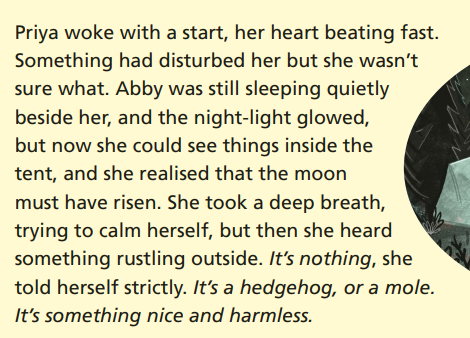 Priya woke with a start, her heart beating fast.
Something had disturbed her but she wasn’t
sure what. Abby was still sleeping quietly
beside her, and the night-light glowed,
but now she could see things inside the
tent, and she realised that the moon
must have risen. She took a deep breath,
trying to calm herself, but then she heard
something rustling outside. It’s nothing, she
told herself strictly. It’s a hedgehog, or a mole.
It’s something nice and harmless.